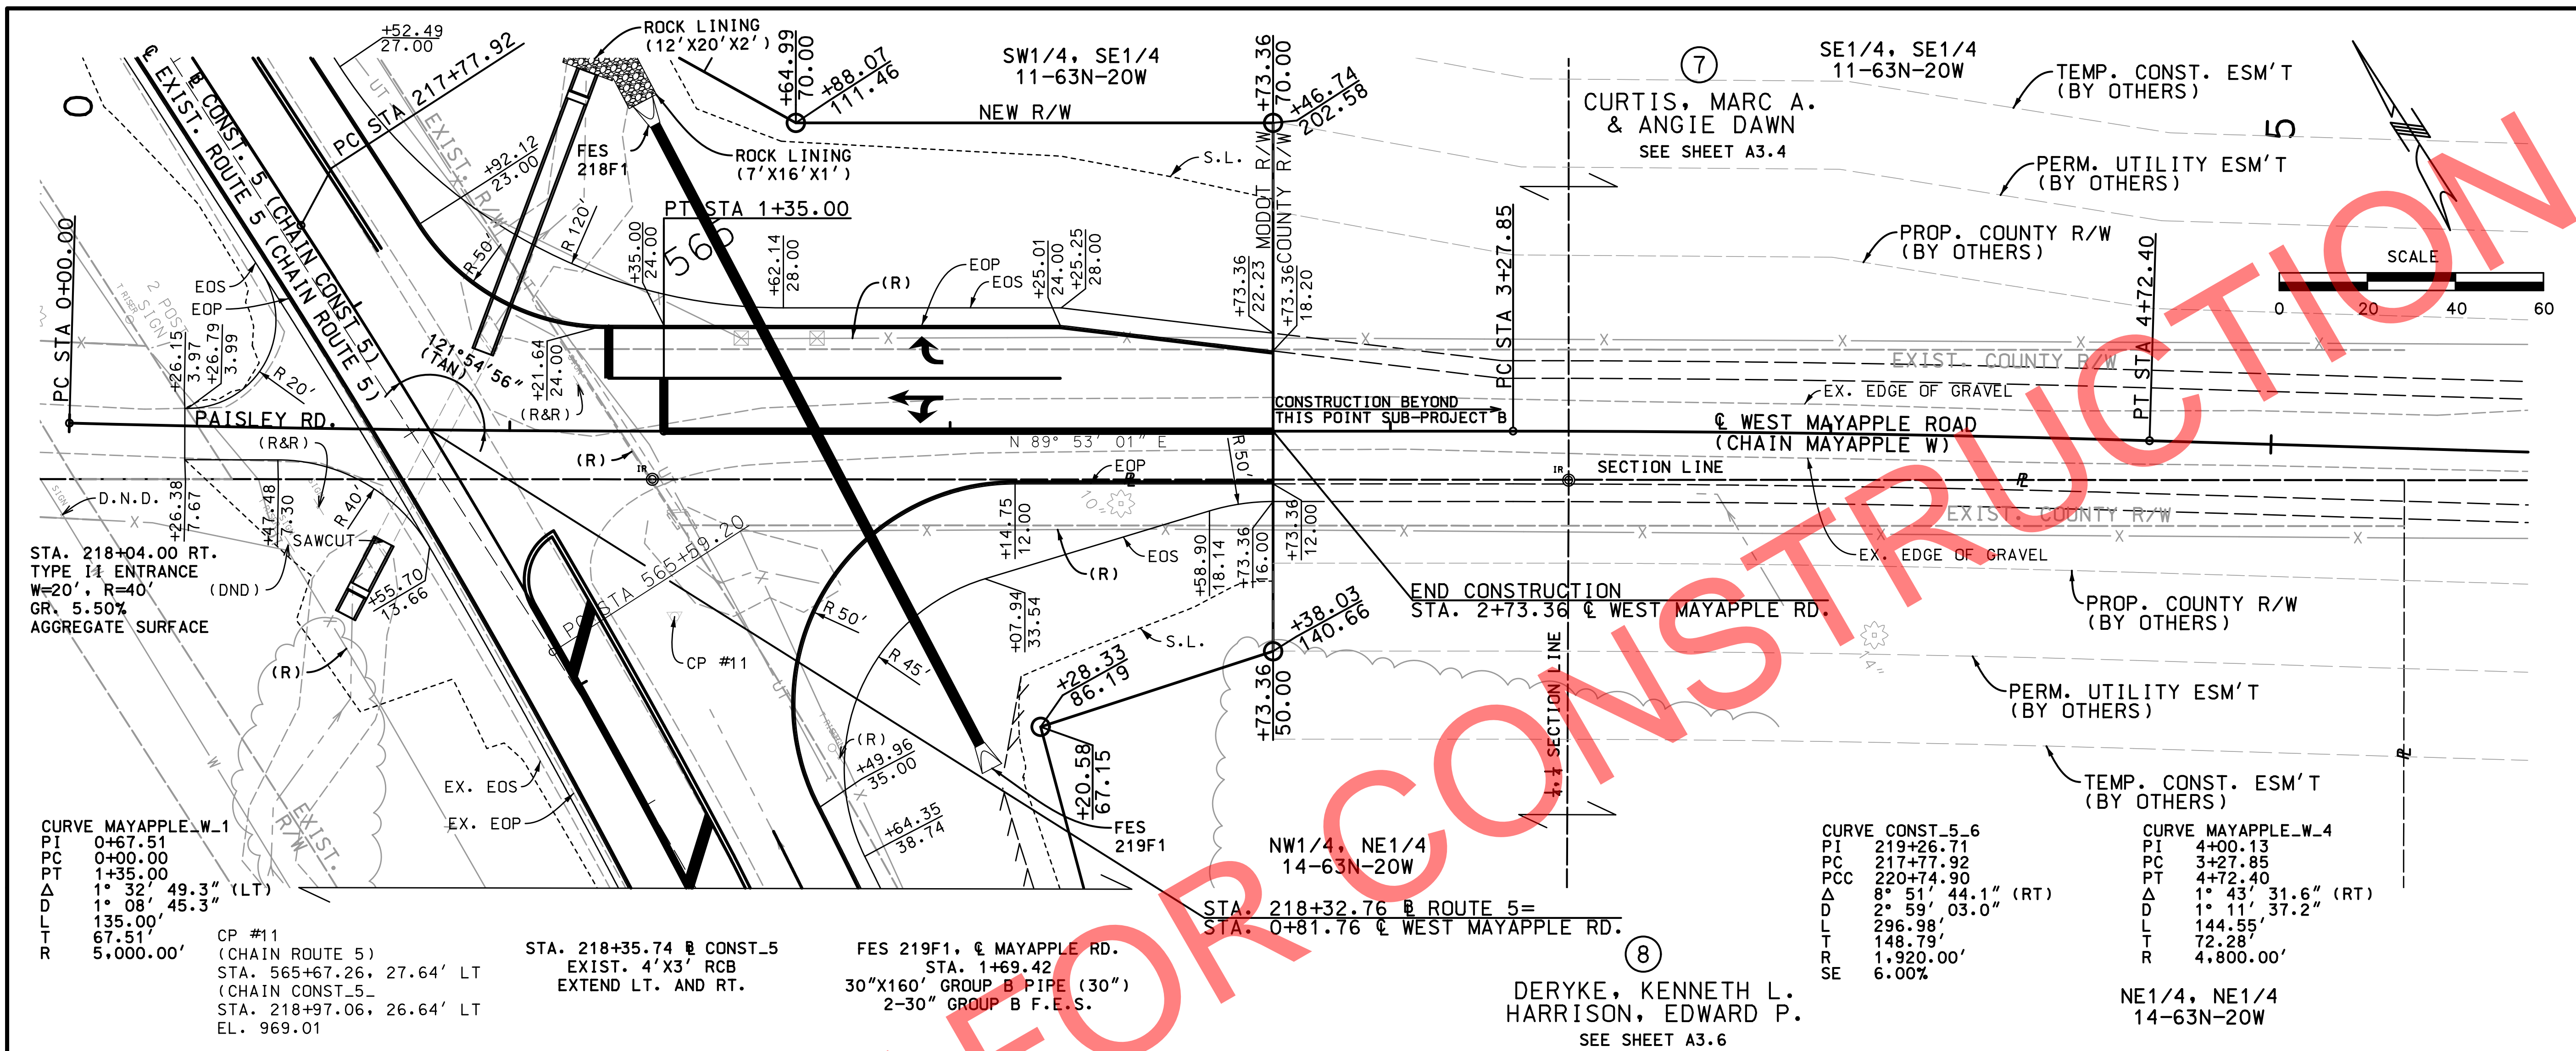 +52.49
27.00
UT
PC STA 217+77.92
℄ EXIST. ROUTE 5 (CHAIN ROUTE 5)
℄ CONST. 5 (CHAIN CONST 5)
0
EXIST. R/W
ROCK LINING
(12'X20'X2')
+64.99
70.00
+88.07
111.46
SW1/4, SE1/4
11-63N-20W
NEW R/W
+73.36
70.00
+46.74
202.58
MODOT R/W
COUNTY R/W
7
CURTIS, MARC A.
& ANGIE DAWN
SEE SHEET A3.4
SE1/4, SE1/4
11-63N-20W
TEMP. CONST. ESM'T
(BY OTHERS)
PERM. UTILITY ESM'T
(BY OTHERS)
PROP. COUNTY R/W
(BY OTHERS)
5
SCALE
0 20 40 60
+92.12
23.00
FES
218F1
ROCK LINING
(7'X16'X1')
S.L.
R 50'
R 120'
PT STA 1+35.00
565
+35.00
24.00
+62.14
28.00
(R)
EOP
EOS
+25.01
24.00
+25.25
28.00
+73.36
22.23
+73.36
18.20
PC STA 3+27.85
PT STA 4+72.40
PC STA 0+00.00
EOS
EOP
T RISER
2 POST
SIGN
+26.15
3.97
+26.79
3.99
R 20'
121°54'56"
(TAN)
+21.64
24.00
(R&R)
PAISLEY RD.
(R&R)
(R)
IR
N 89° 53' 01" E
EOP
R 50'
CONSTRUCTION BEYOND
THIS POINT SUB-PROJECT B
EXIST. COUNTY R/W
EX. EDGE OF GRAVEL
℄ WEST MAYAPPLE ROAD
(CHAIN MAYAPPLE W)
IR
SECTION LINE
EXIST. COUNTY R/W
EX. EDGE OF GRAVEL
SIGN
D.N.D.
+26.38
7.67
+47.48
7.30
R 40'
SAWCUT
(DND)
+55.70
13.66
(R)
STA. 218+04.00 RT.
TYPE II ENTRANCE
W=20', R=40'
GR. 5.50%
AGGREGATE SURFACE
PC STA 565+59.20
CP #11
UT
10"
+14.75
12.00
(R)
EOS
+58.90
18.14
+73.36
16.00
+73.36
12.00
R 50'
R 45'
+07.94
33.54
S.L.
+28.33
86.19
+38.03
140.66
+73.36
50.00
+20.58
67.15
(R)
+49.96
35.00
+64.35
38.74
END CONSTRUCTION
STA. 2+73.36 ℄ WEST MAYAPPLE RD.
SECTION LINE
14"
PROP. COUNTY R/W
(BY OTHERS)
PERM. UTILITY ESM'T
(BY OTHERS)
TEMP. CONST. ESM'T
(BY OTHERS)
W
EXIST.
R/W
EX. EOS
EX. EOP
FES
219F1
NW1/4, NE1/4
14-63N-20W
STA. 218+32.76 ℄ ROUTE 5=
STA. 0+81.76 ℄ WEST MAYAPPLE RD.
8
DERYKE, KENNETH L.
HARRISON, EDWARD P.
SEE SHEET A3.6
CURVE MAYAPPLE_W_1
PI 0+67.51
PC 0+00.00
PT 1+35.00
Δ 1° 32' 49.3" (LT)
D 1° 08' 45.3"
L 135.00'
T 67.51'
R 5,000.00'
CP #11
(CHAIN ROUTE 5)
STA. 565+67.26, 27.64' LT
(CHAIN CONST_5_
STA. 218+97.06, 26.64' LT
EL. 969.01
STA. 218+35.74 ℄ CONST_5
EXIST. 4'X3' RCB
EXTEND LT. AND RT.
FES 219F1, ℄ MAYAPPLE RD.
STA. 1+69.42
30"X160' GROUP B PIPE (30")
2-30" GROUP B F.E.S.
CURVE CONST_5_6
PI 219+26.71
PC 217+77.92
PCC 220+74.90
Δ 8° 51' 44.1" (RT)
D 2° 59' 03.0"
L 296.98'
T 148.79'
R 1,920.00'
SE 6.00%
CURVE MAYAPPLE_W_4
PI 4+00.13
PC 3+27.85
PT 4+72.40
Δ 1° 43' 31.6" (RT)
D 1° 11' 37.2"
L 144.55'
T 72.28'
R 4,800.00'
NE1/4, NE1/4
14-63N-20W
FOR CONSTRUCTION